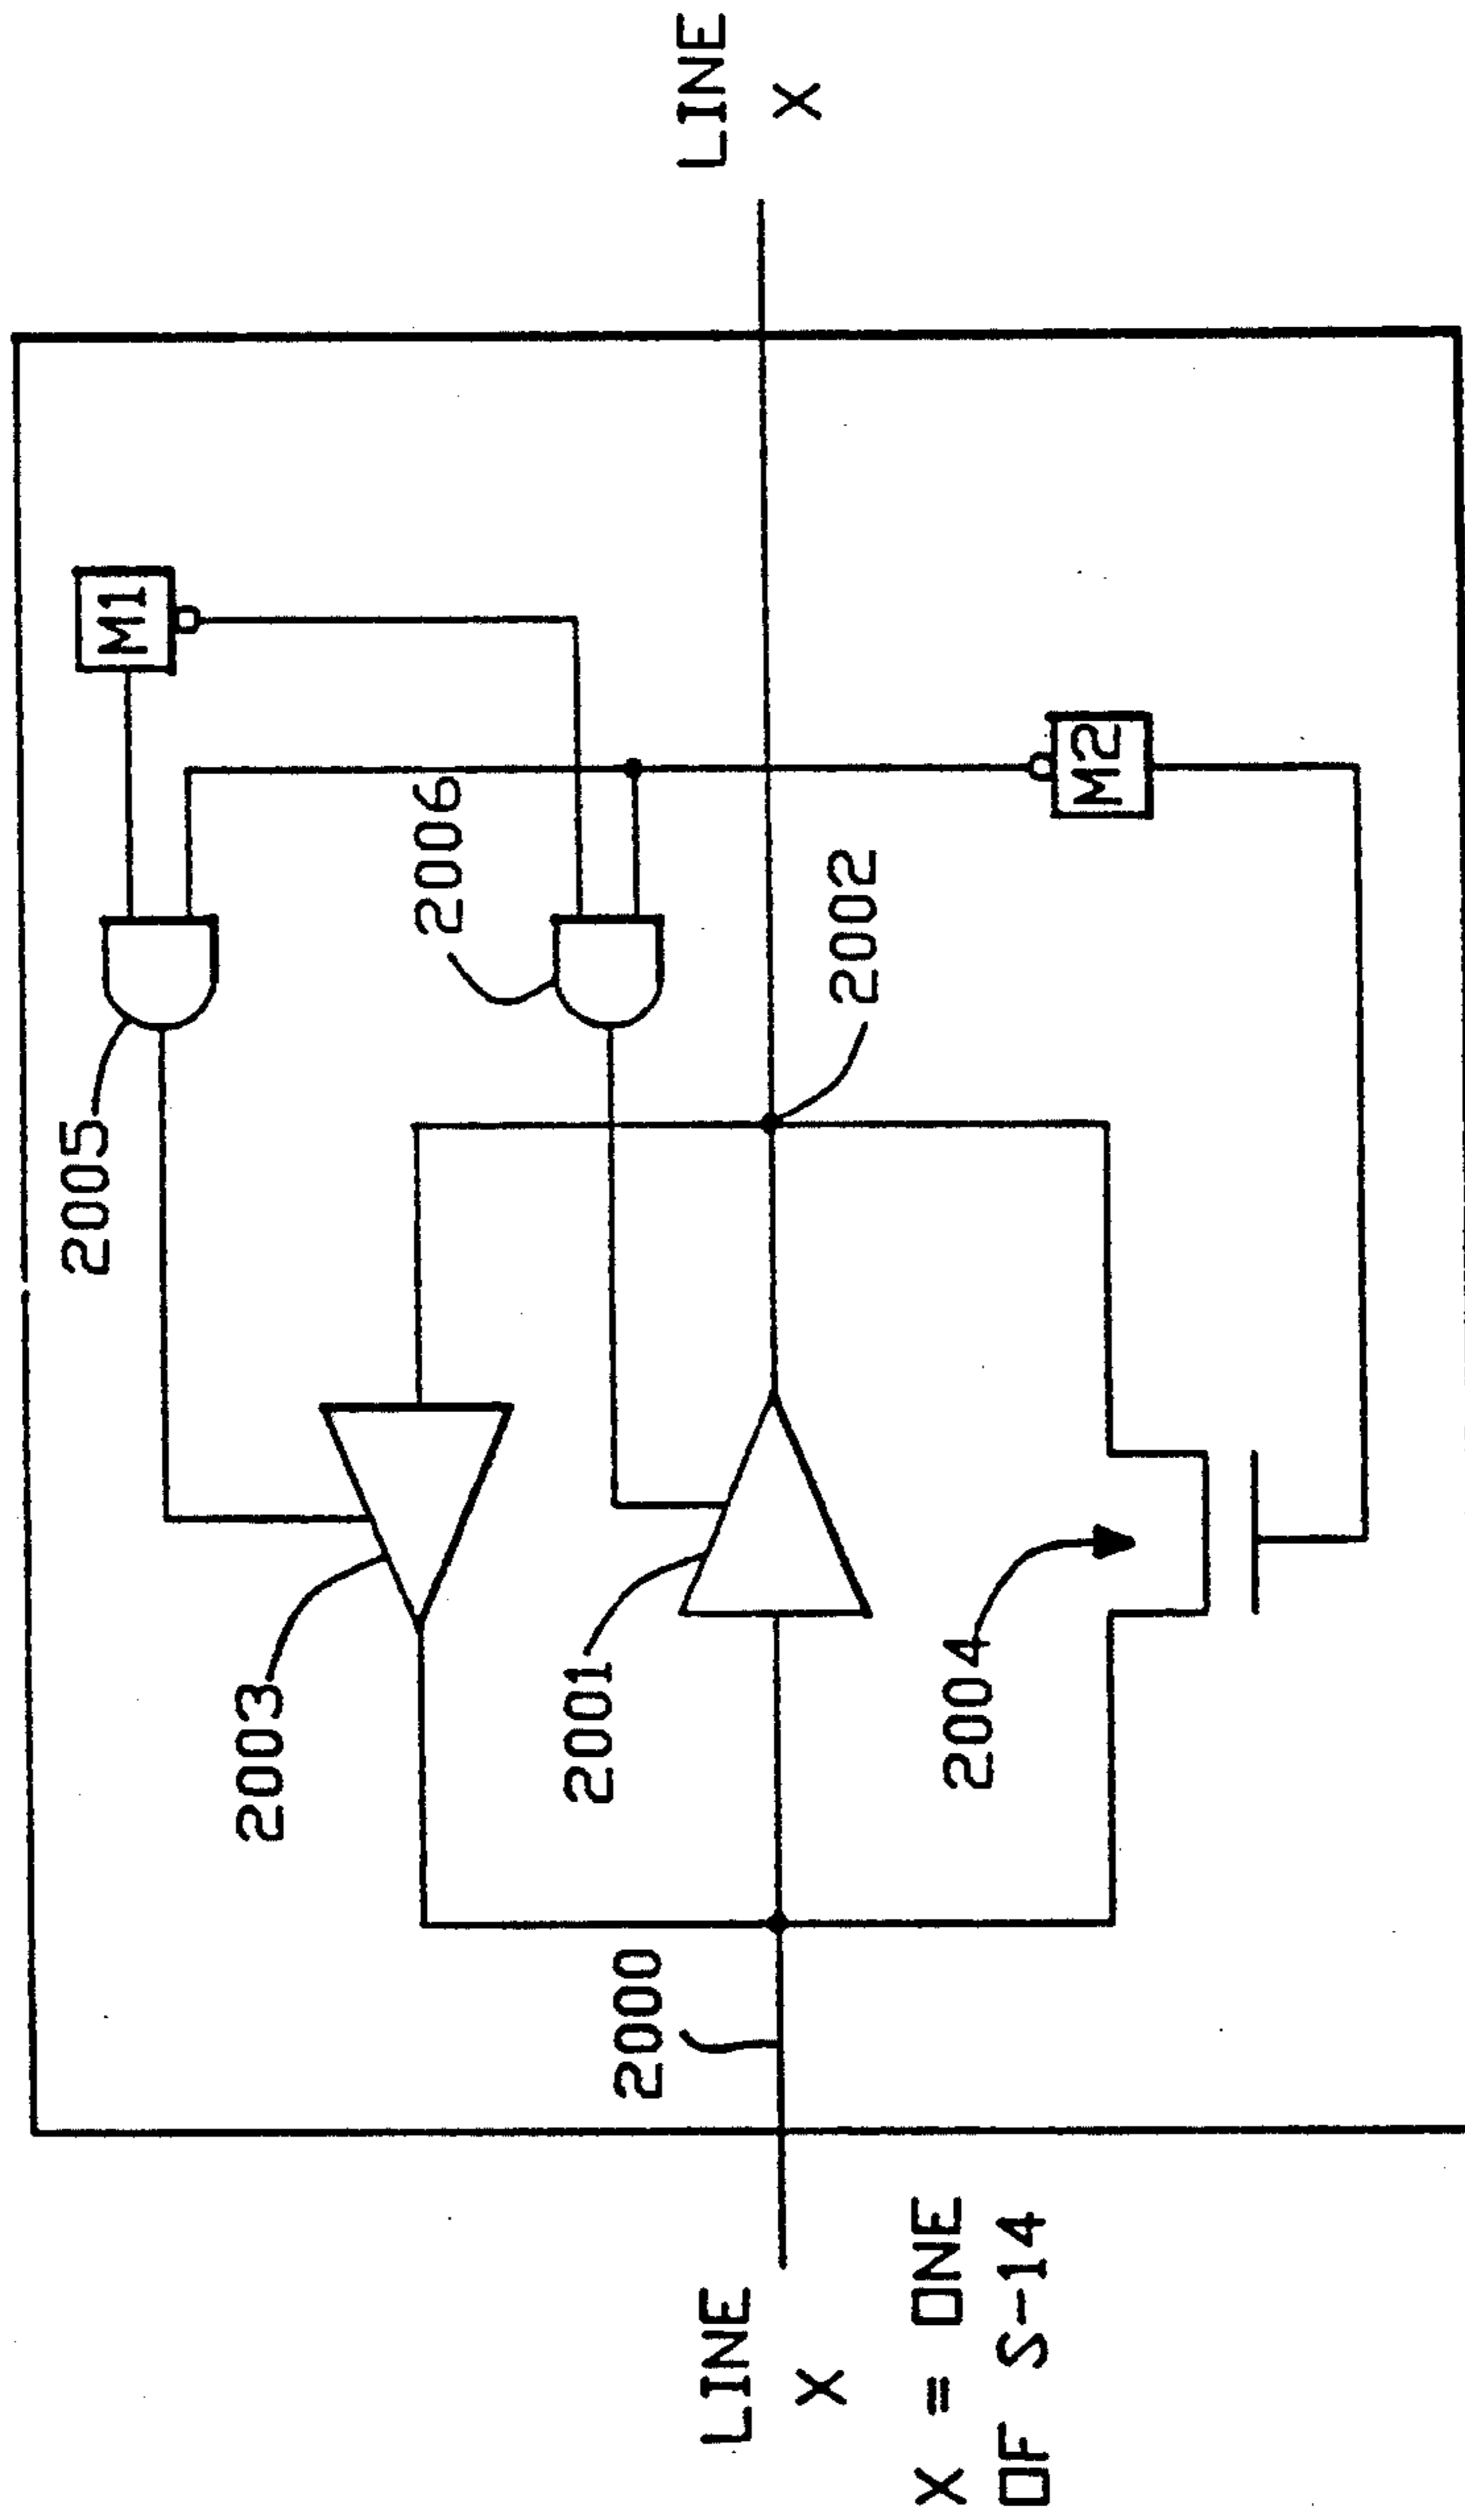 2005
M1
2006
2003
2001
2002
LINE
X
2000
LINE
X
M2
2004
X = ONE
OF S-14